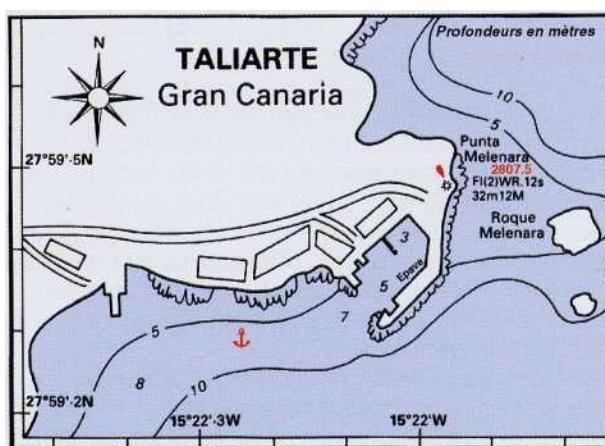 Profondeurs en mètres
N
TALIARTE
Gran Canaria
10
5
27°59'·5N
Punta
Melenara
2807.5
Fl(2)WR.12s
32m12M
Roque
Melenara
3
Epave
5
7
5
8
10
27°59'·2N
15°22'·3W
15°22'W